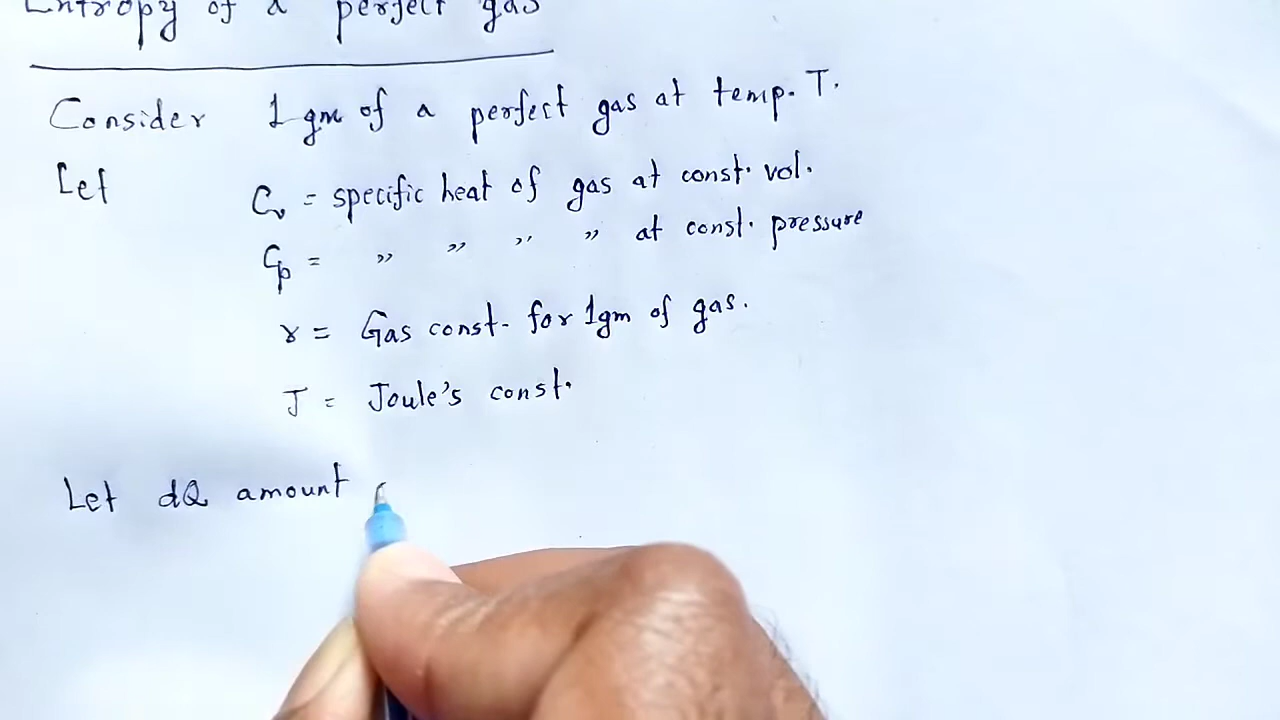 Entropy of a perfect gas
Consider 1 gm of a perfect gas at temp. T.
Let Cv = specific heat of gas at const. vol.
Cp = ,, ,, ,, ,, at const. pressure
r = Gas const. for 1gm of gas.
J = Joule's const.
Let dQ amount